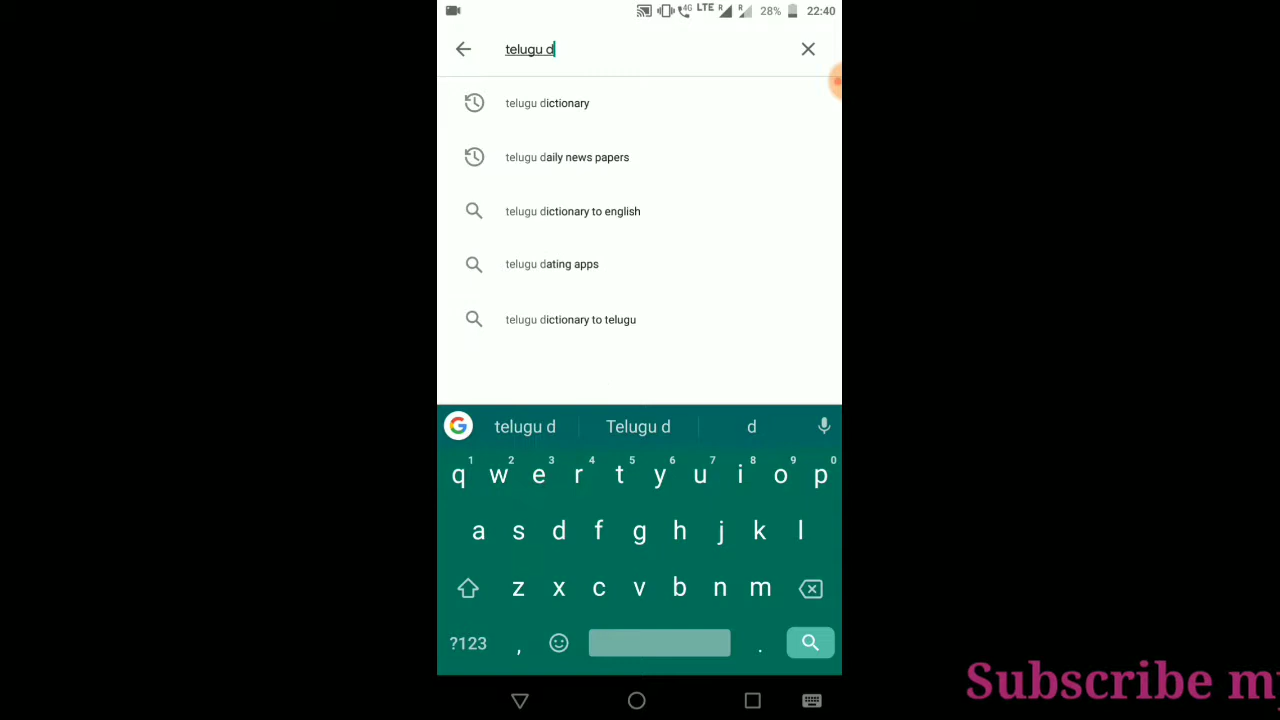 4G LTE R R 28% 22:40
telugu d
telugu dictionary
telugu daily news papers
telugu dictionary to english
telugu dating apps
telugu dictionary to telugu
G telugu d Telugu d d
1 2 3 4 5 6 7 8 9 0
q w e r t y u i o p
a s d f g h j k l
z x c v b n m
?123 , .
Subscribe m